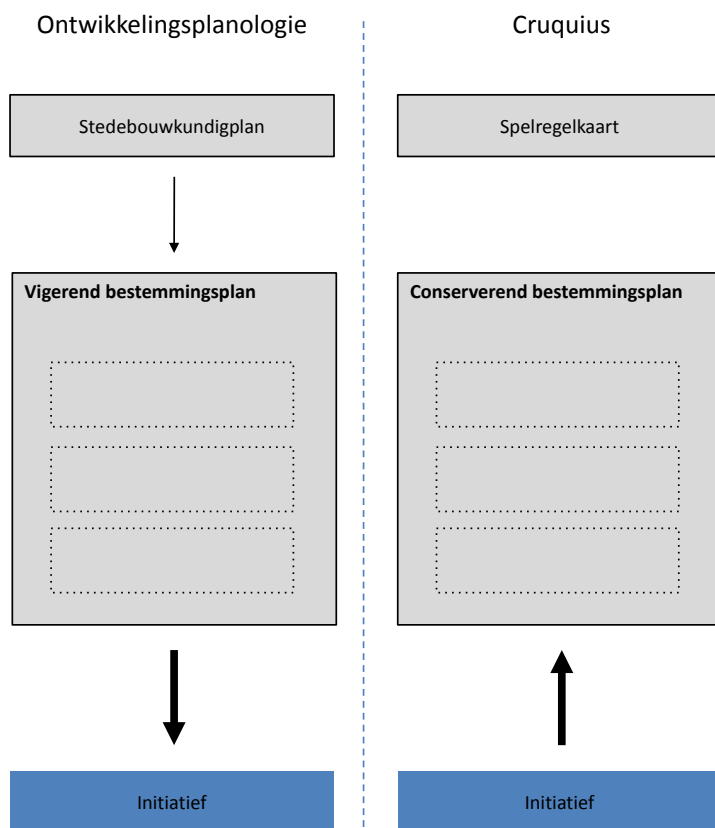 Ontwikkelingsplanologie
Stedebouwkundigplan
Vigerend bestemmingsplan
Initiatief
Cruquius
Spelregelkaart
Conserverend bestemmingsplan
Initiatief